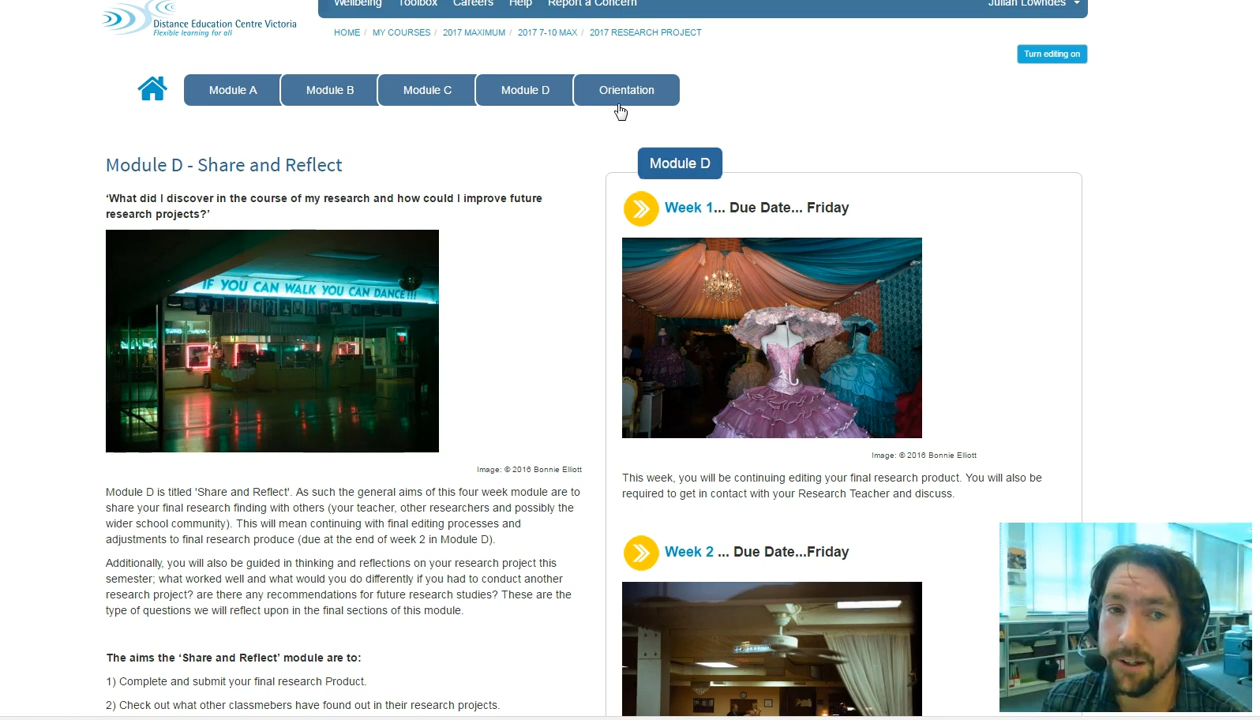 Wellbeing Toolbox Careers Help Report a Concern Julian Lowndes
Distance Education Centre Victoria
Flexible learning for all
HOME / MY COURSES / 2017 MAXIMUM / 2017 7-10 MAX / 2017 RESEARCH PROJECT
Turn editing on
Module A Module B Module C Module D Orientation
Module D - Share and Reflect
‘What did I discover in the course of my research and how could I improve future
research projects?’
IF YOU CAN WALK YOU CAN DANCE!!!
Image: © 2016 Bonnie Elliott
Module D is titled 'Share and Reflect'. As such the general aims of this four week module are to
share your final research finding with others (your teacher, other researchers and possibly the
wider school community). This will mean continuing with final editing processes and
adjustments to final research produce (due at the end of week 2 in Module D).
Additionally, you will also be guided in thinking and reflections on your research project this
semester; what worked well and what would you do differently if you had to conduct another
research project? are there any recommendations for future research studies? These are the
type of questions we will reflect upon in the final sections of this module.
The aims the ‘Share and Reflect’ module are to:
1) Complete and submit your final research Product.
2) Check out what other classmebers have found out in their research projects.
Module D
Week 1... Due Date... Friday
Image: © 2016 Bonnie Elliott
This week, you will be continuing editing your final research product. You will also be
required to get in contact with your Research Teacher and discuss.
Week 2 ... Due Date...Friday